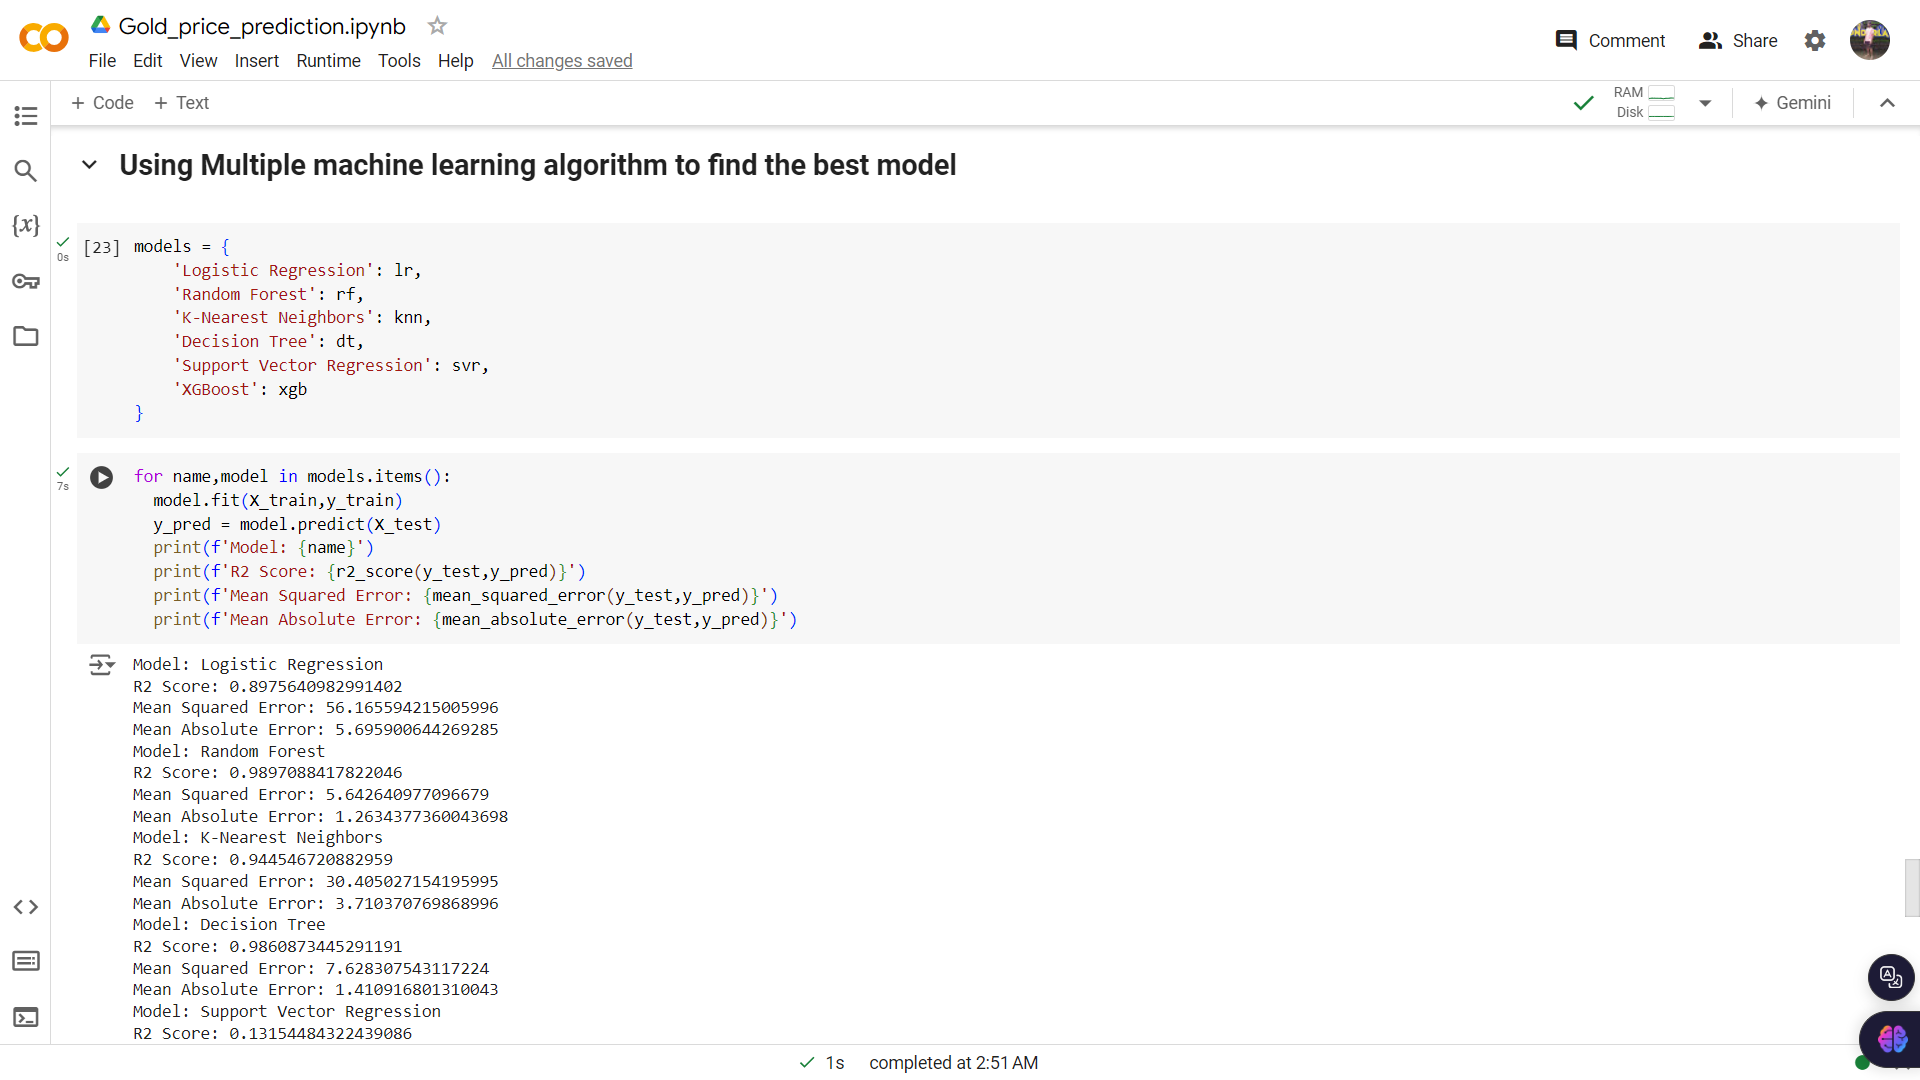 Gold_price_prediction.ipynb
File Edit View Insert Runtime Tools Help All changes saved
Comment Share
+ Code + Text
RAM
Disk
Gemini
Using Multiple machine learning algorithm to find the best model
0s
[23] models = {
    'Logistic Regression': lr,
    'Random Forest': rf,
    'K-Nearest Neighbors': knn,
    'Decision Tree': dt,
    'Support Vector Regression': svr,
    'XGBoost': xgb
}
7s
for name,model in models.items():
  model.fit(X_train,y_train)
  y_pred = model.predict(X_test)
  print(f'Model: {name}')
  print(f'R2 Score: {r2_score(y_test,y_pred)}')
  print(f'Mean Squared Error: {mean_squared_error(y_test,y_pred)}')
  print(f'Mean Absolute Error: {mean_absolute_error(y_test,y_pred)}')
Model: Logistic Regression
R2 Score: 0.8975640982991402
Mean Squared Error: 56.165594215005996
Mean Absolute Error: 5.695900644269285
Model: Random Forest
R2 Score: 0.9897088417822046
Mean Squared Error: 5.642640977096679
Mean Absolute Error: 1.2634377360043698
Model: K-Nearest Neighbors
R2 Score: 0.944546720882959
Mean Squared Error: 30.405027154195995
Mean Absolute Error: 3.710370769868996
Model: Decision Tree
R2 Score: 0.9860873445291191
Mean Squared Error: 7.628307543117224
Mean Absolute Error: 1.410916801310043
Model: Support Vector Regression
R2 Score: 0.13154484322439086
1s completed at 2:51 AM